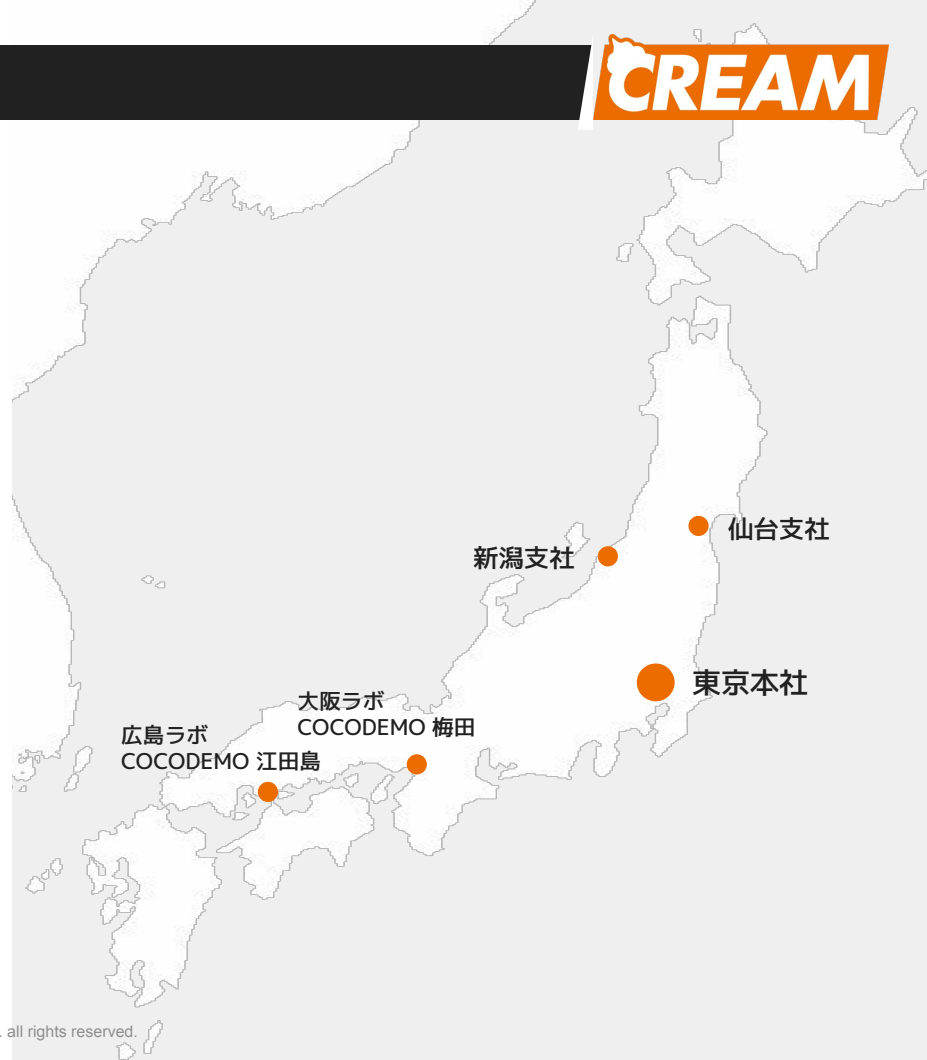 CREAM
仙台支社
新潟支社
東京本社
大阪ラボ
COCODEMO 梅田
広島ラボ
COCODEMO 江田島
. all rights reserved.